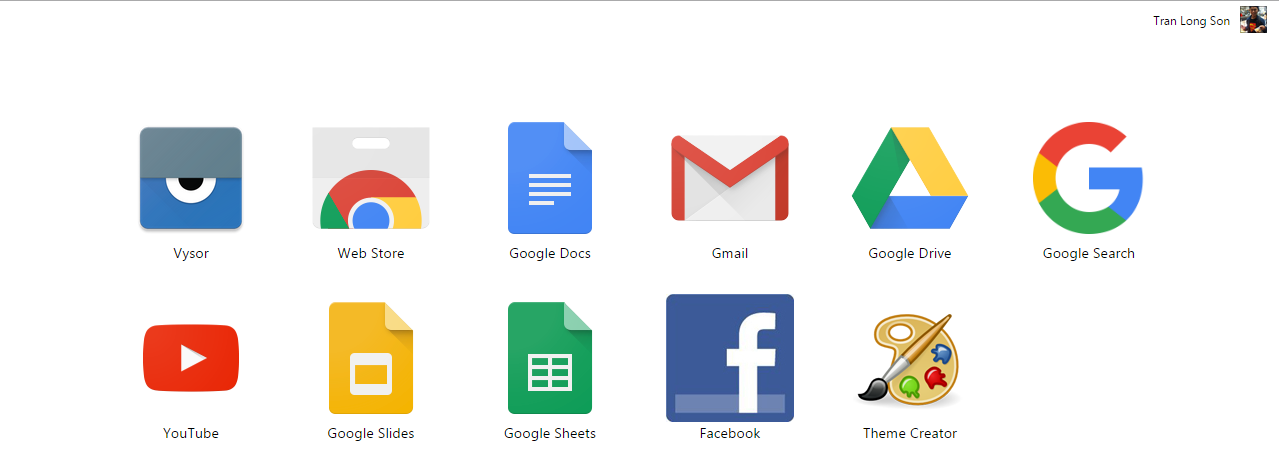 Tran Long Son
Vysor
Web Store
Google Docs
Gmail
Google Drive
Google Search
YouTube
Google Slides
Google Sheets
Facebook
Theme Creator